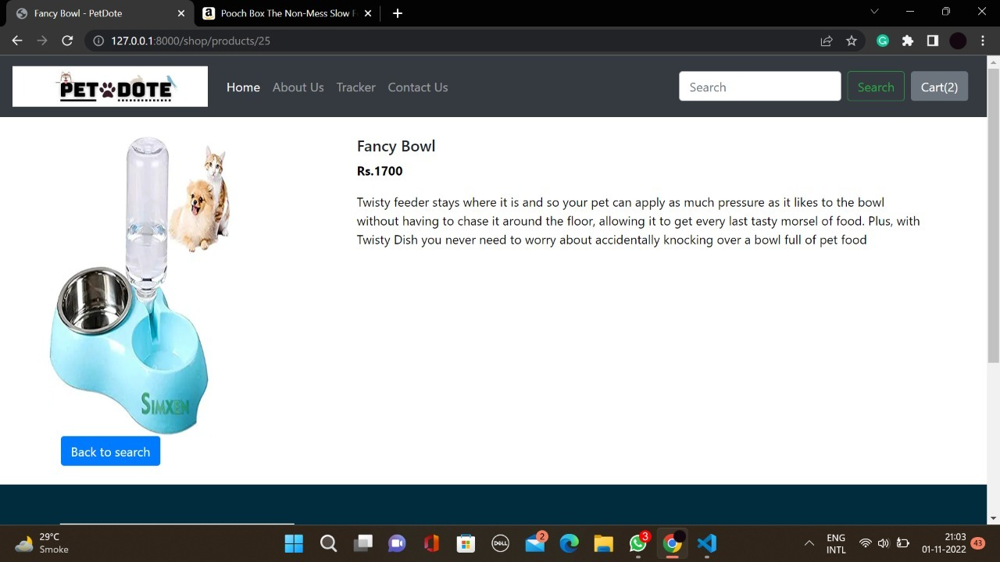 Fancy Bowl - PetDote
Pooch Box The Non-Mess Slow F
127.0.0.1:8000/shop/products/25
PET DOTE
Home
About Us
Tracker
Contact Us
Search
Search
Cart(2)
Fancy Bowl
Rs.1700
Twisty feeder stays where it is and so your pet can apply as much pressure as it likes to the bowl
without having to chase it around the floor, allowing it to get every last tasty morsel of food. Plus, with
Twisty Dish you never need to worry about accidentally knocking over a bowl full of pet food
SIMXEN
Back to search
29°C
Smoke
DELL
2
3
ENG
INTL
21:03
01-11-2022
43